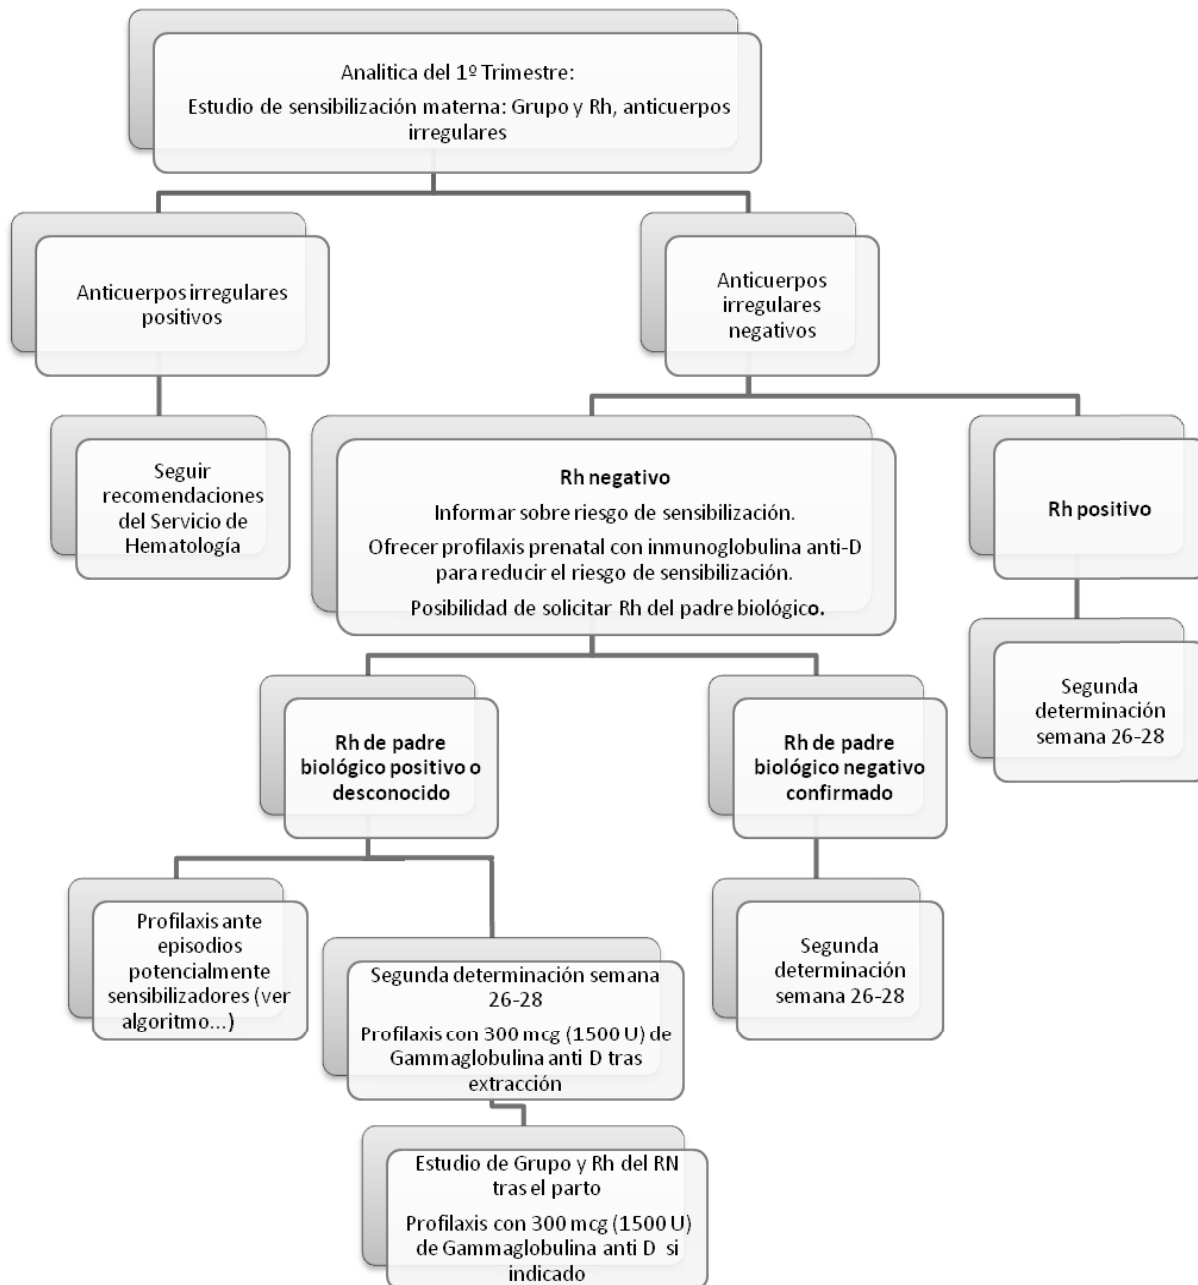 Analitica del 1º Trimestre:
Estudio de sensibilización materna: Grupo y Rh, anticuerpos
irregulares
Anticuerpos irregulares
positivos
Anticuerpos
irregulares
negativos
Seguir
recomendaciones
del Servicio de
Hematología
Rh negativo
Informar sobre riesgo de sensibilización.
Ofrecer profilaxis prenatal con inmunoglobulina anti-D
para reducir el riesgo de sensibilización.
Posibilidad de solicitar Rh del padre biológico.
Rh positivo
Segunda
determinación
semana 26-28
Rh de padre
biológico positivo o
desconocido
Rh de padre
biológico negativo
confirmado
Profilaxis ante
episodios
potencialmente
sensibilizadores (ver
algoritmo...)
Segunda determinación semana
26-28
Profilaxis con 300 mcg (1500 U) de
Gammaglobulina anti D tras
extracción
Segunda
determinación
semana 26-28
Estudio de Grupo y Rh del RN
tras el parto
Profilaxis con 300 mcg (1500 U)
de Gammaglobulina anti D si
indicado